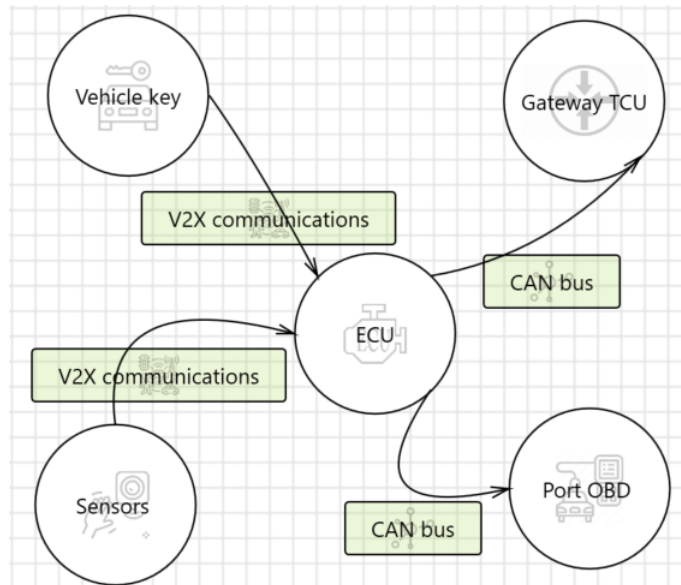 Vehicle key
Gateway TCU
V2X communications
CAN bus
ECU
V2X communications
Sensors
Port OBD
CAN bus